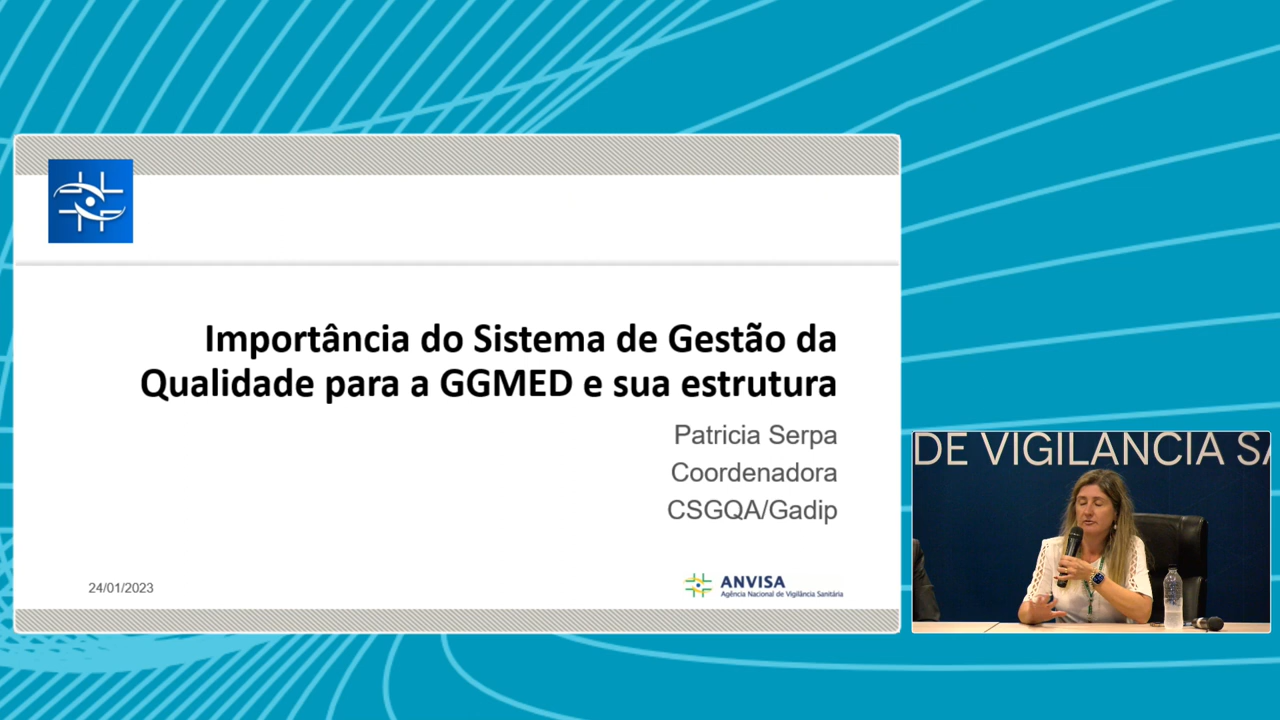 Importância do Sistema de Gestão da
Qualidade para a GGMED e sua estrutura
Patricia Serpa
Coordenadora
CSGQA/Gadip
24/01/2023
ANVISA
Agência Nacional de Vigilância Sanitária
DE VIGILANCIA SA